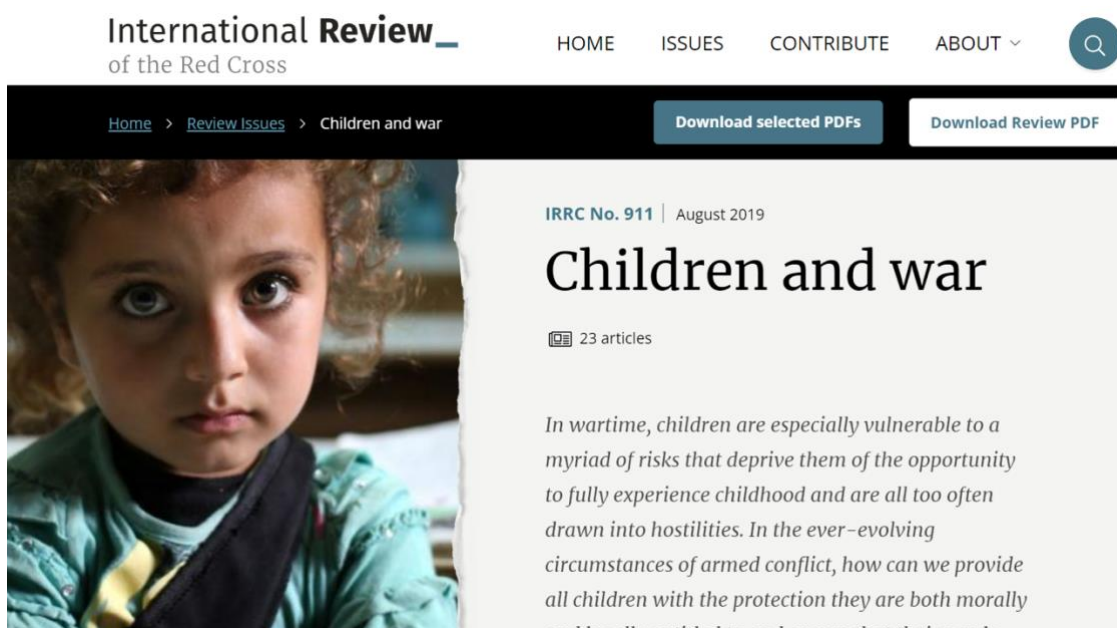 International Review_
of the Red Cross
HOME ISSUES CONTRIBUTE ABOUT
Home > Review Issues > Children and war
Download selected PDFs
Download Review PDF
IRRC No. 911 | August 2019
Children and war
23 articles
In wartime, children are especially vulnerable to a
myriad of risks that deprive them of the opportunity
to fully experience childhood and are all too often
drawn into hostilities. In the ever-evolving
circumstances of armed conflict, how can we provide
all children with the protection they are both morally